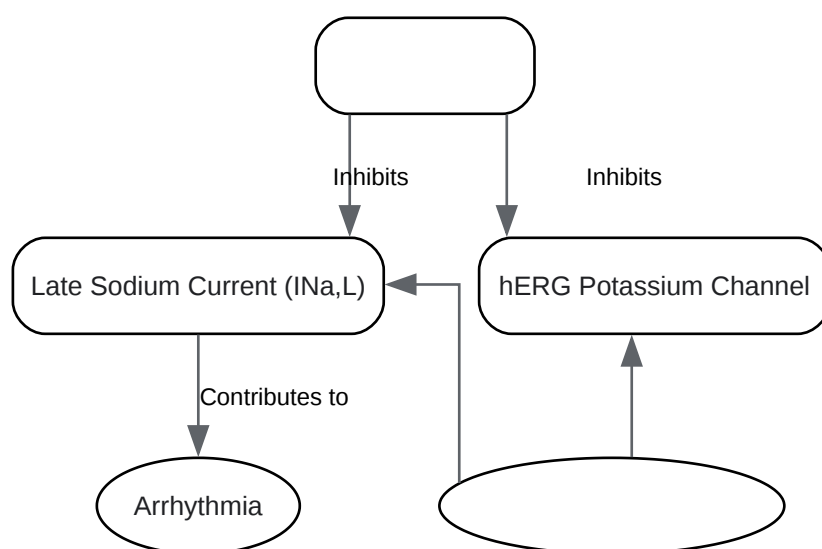 Inhibits
Inhibits
Late Sodium Current (INa,L)
hERG Potassium Channel
Contributes to
Arrhythmia